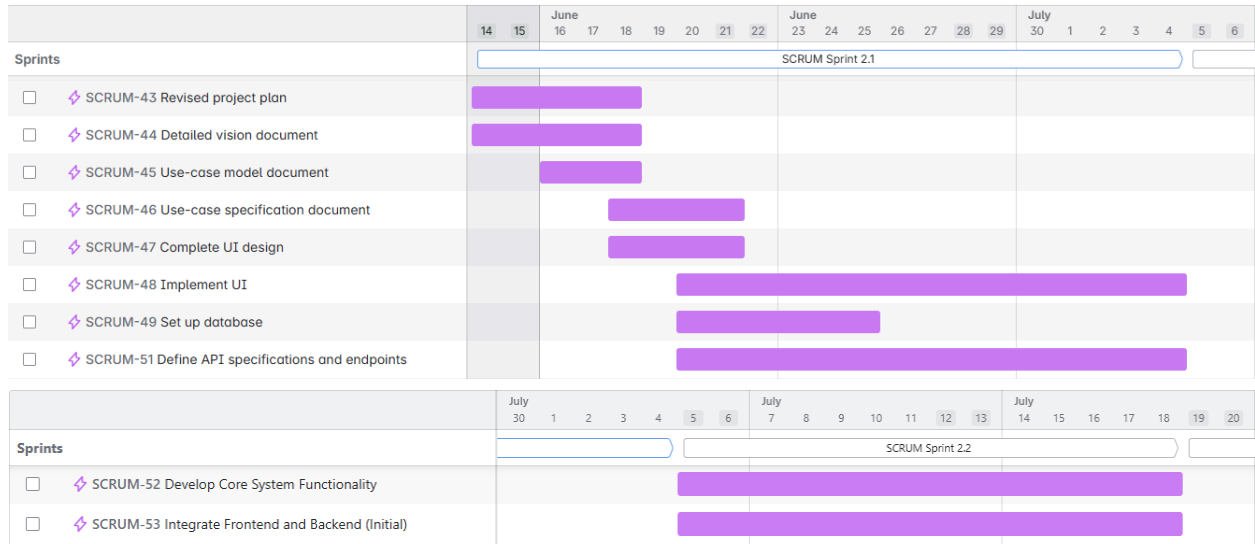 June June July
14 15 16 17 18 19 20 21 22 23 24 25 26 27 28 29 30 1 2 3 4 5 6
Sprints SCRUM Sprint 2.1
SCRUM-43 Revised project plan
SCRUM-44 Detailed vision document
SCRUM-45 Use-case model document
SCRUM-46 Use-case specification document
SCRUM-47 Complete UI design
SCRUM-48 Implement UI
SCRUM-49 Set up database
SCRUM-51 Define API specifications and endpoints
July July July
30 1 2 3 4 5 6 7 8 9 10 11 12 13 14 15 16 17 18 19 20
Sprints SCRUM Sprint 2.2
SCRUM-52 Develop Core System Functionality
SCRUM-53 Integrate Frontend and Backend (Initial)